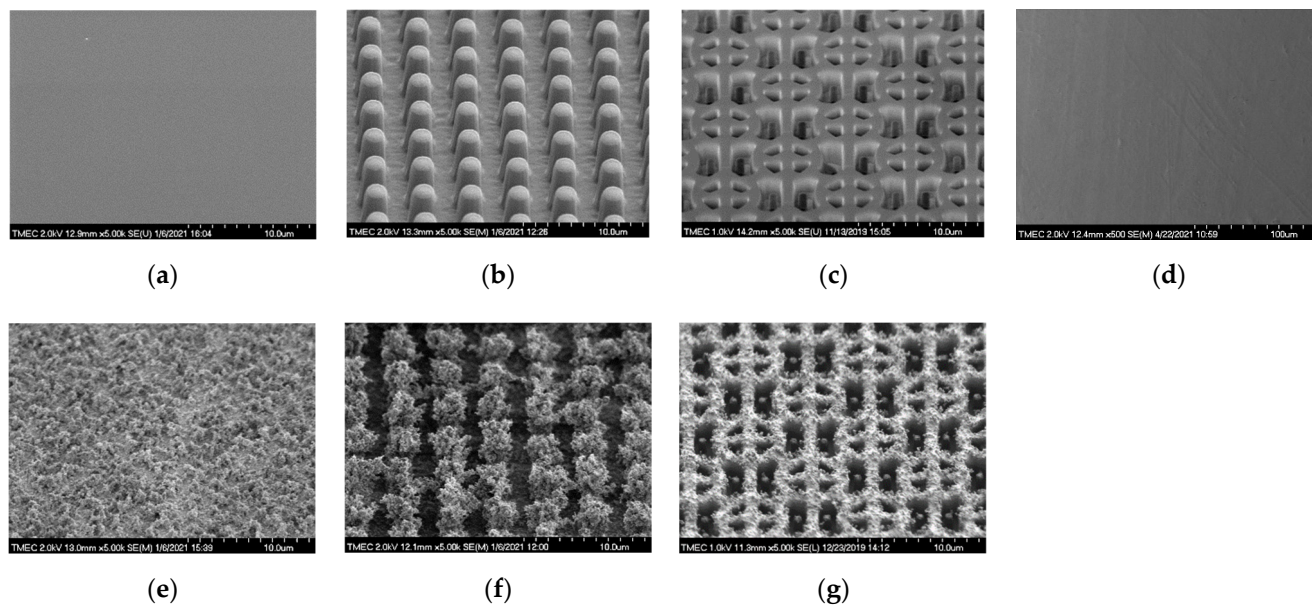 TMEC 2.0kV 12.9mm x5.00k SE(U) 1/6/2021 16:04 10.0um
TMEC 2.0kV 13.3mm x5.00k SE(M) 1/6/2021 12:26 10.0um
TMEC 1.0kV 14.2mm x5.00k SE(U) 11/13/2019 15:05 10.0um
TMEC 2.0kV 12.4mm x500 SE(M) 4/22/2021 10:59 100um
(a)
(b)
(c)
(d)
TMEC 2.0kV 13.0mm x5.00k SE(M) 1/6/2021 15:39 10.0um
TMEC 2.0kV 12.1mm x5.00k SE(M) 1/6/2021 12:00 10.0um
TMEC 1.0kV 11.3mm x5.00k SE(L) 12/23/2019 14:12 10.0um
(e)
(f)
(g)